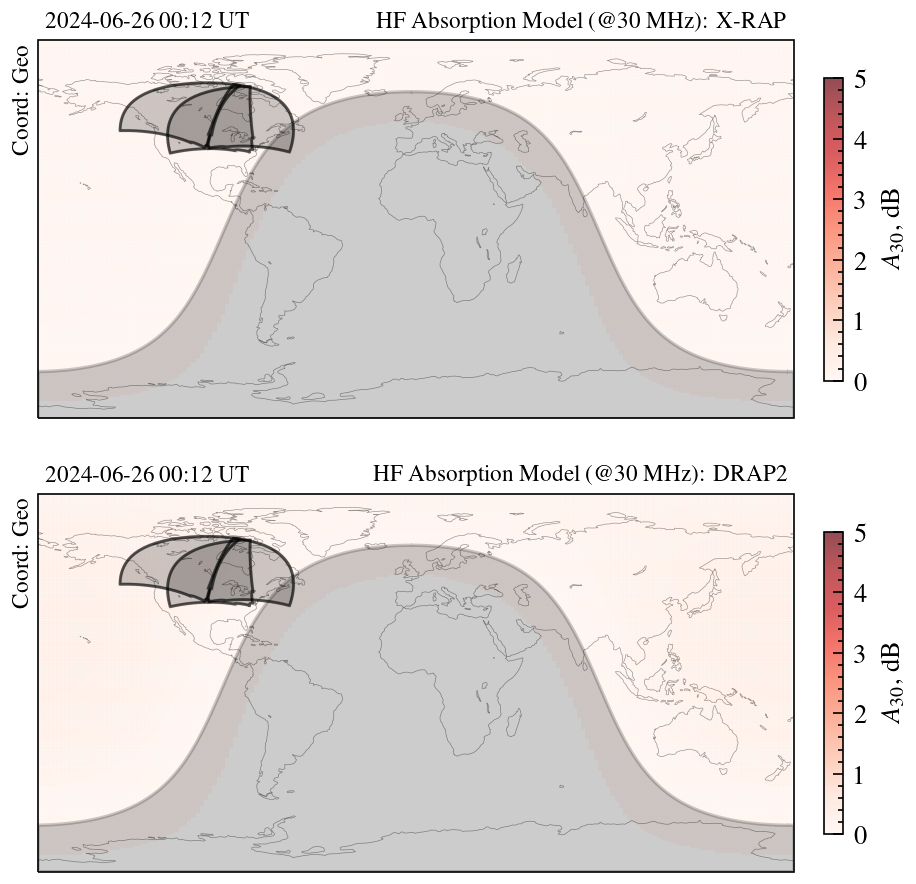 2024-06-26 00:12 UT HF Absorption Model (@30 MHz): X-RAP
Coord: Geo
5
4
3
2
1
0
A30, dB
2024-06-26 00:12 UT HF Absorption Model (@30 MHz): DRAP2
Coord: Geo
5
4
3
2
1
0
A30, dB